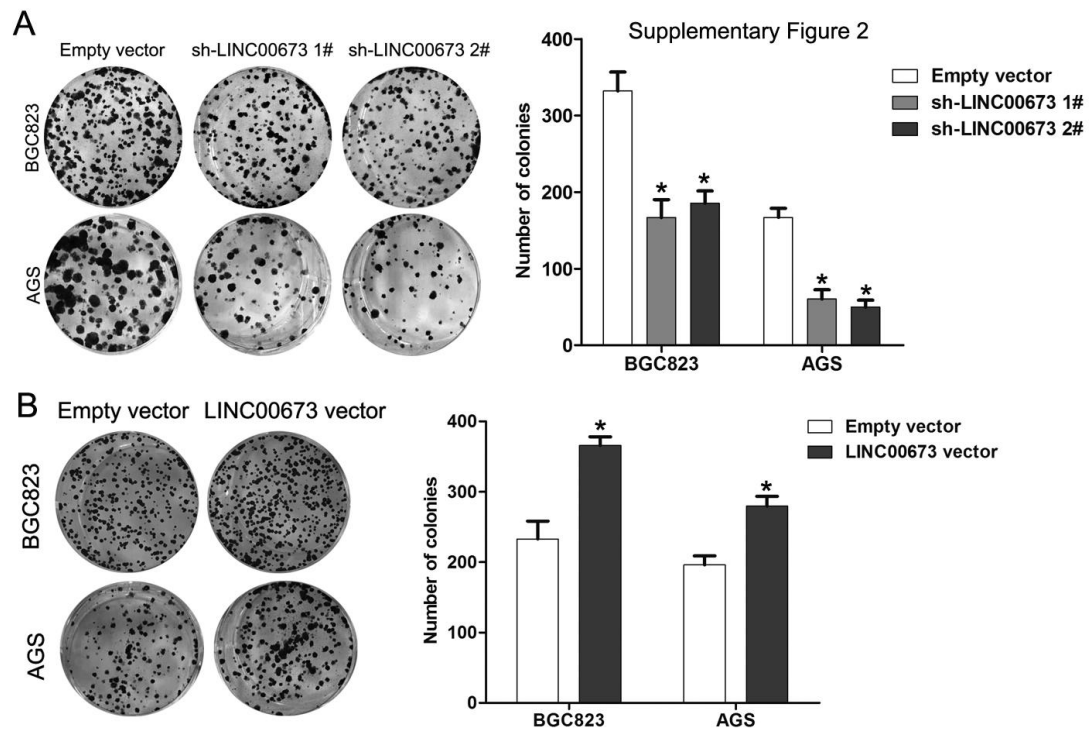 A
Supplementary Figure 2
Empty vector sh-LINC00673 1# sh-LINC00673 2#
BGC823
AGS
Number of colonies
400
300
200
100
0
* *
* *
BGC823 AGS
Empty vector
sh-LINC00673 1#
sh-LINC00673 2#
B
Empty vector LINC00673 vector
BGC823
AGS
Number of colonies
400
300
200
100
0
*
*
BGC823 AGS
Empty vector
LINC00673 vector